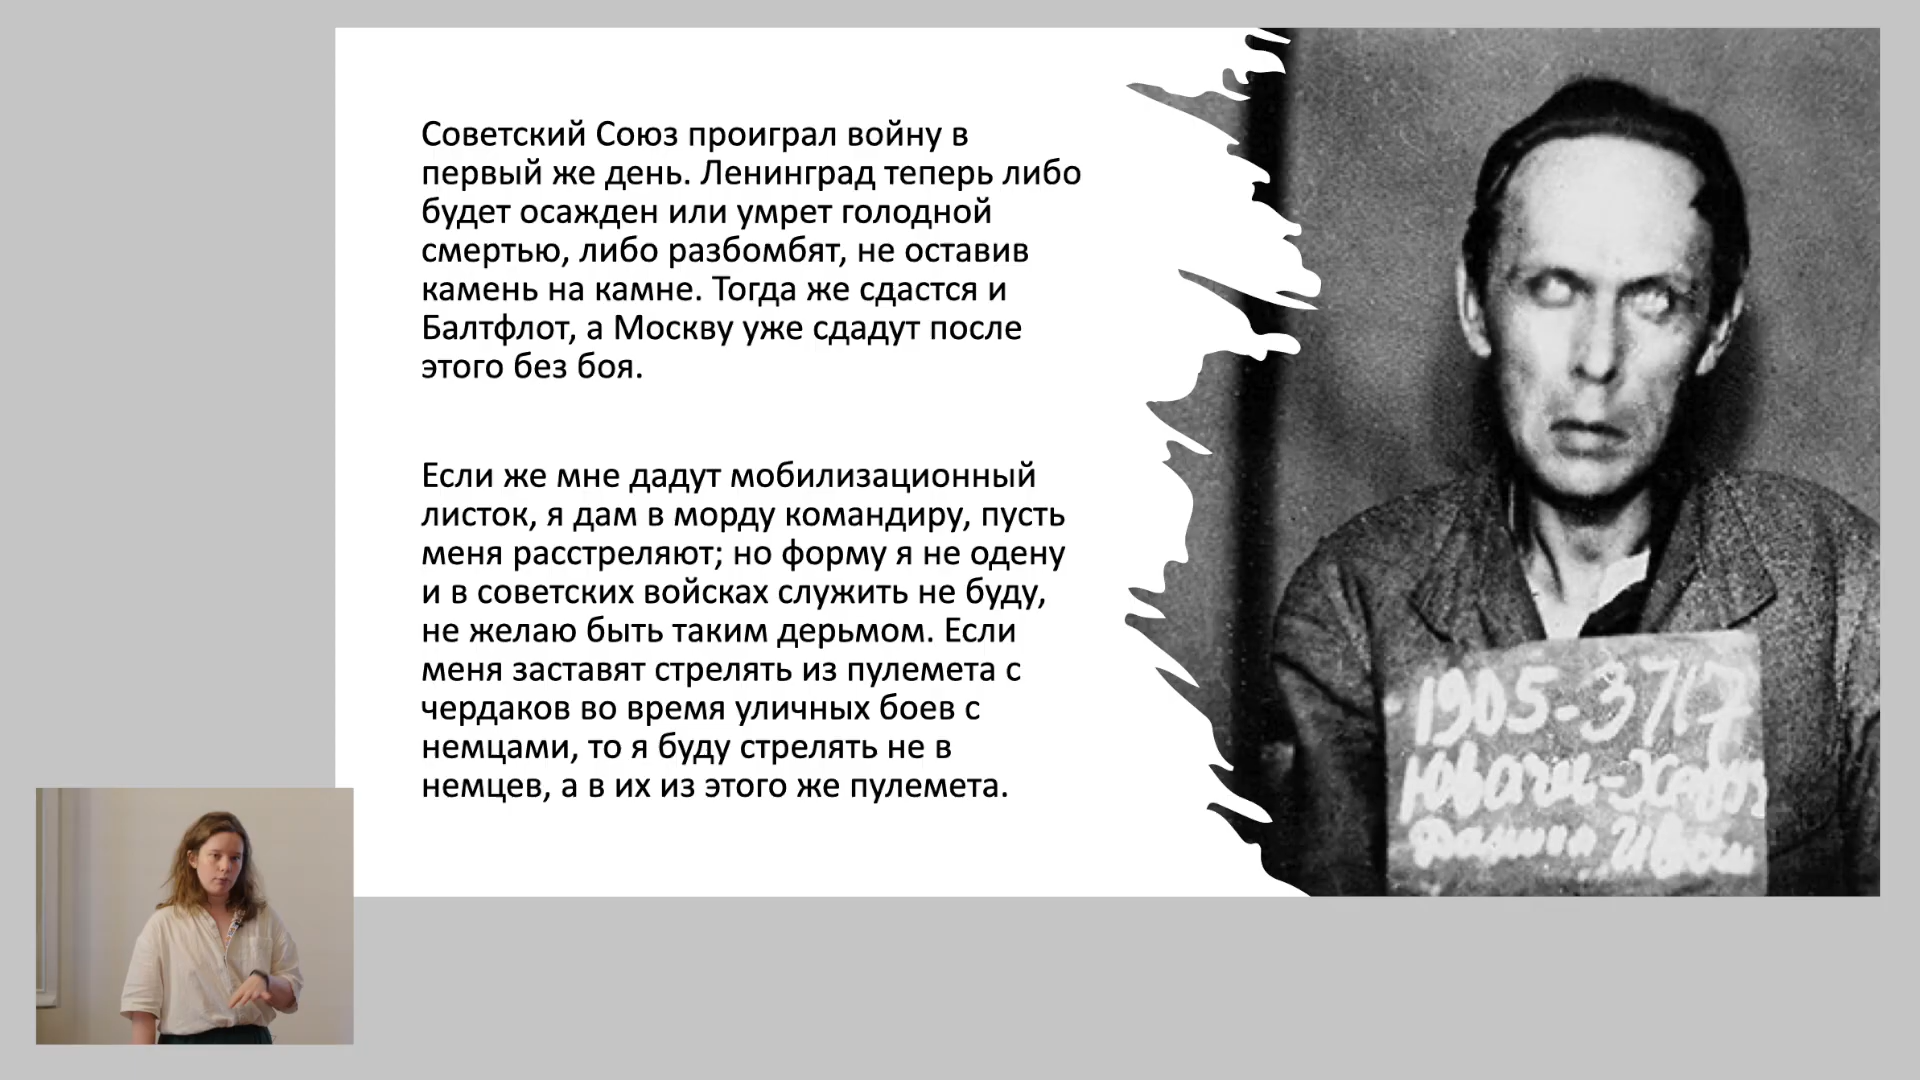 Советский Союз проиграл войну в
первый же день. Ленинград теперь либо
будет осажден или умрет голодной
смертью, либо разбомбят, не оставив
камень на камне. Тогда же сдастся и
Балтфлот, а Москву уже сдадут после
этого без боя.
Если же мне дадут мобилизационный
листок, я дам в морду командиру, пусть
меня расстреляют; но форму я не одену
и в советских войсках служить не буду,
не желаю быть таким дерьмом. Если
меня заставят стрелять из пулемета с
чердаков во время уличных боев с
немцами, то я буду стрелять не в
немцев, а в их из этого же пулемета.
1905-3717
Ювачи-Хармс
Даниил Иван